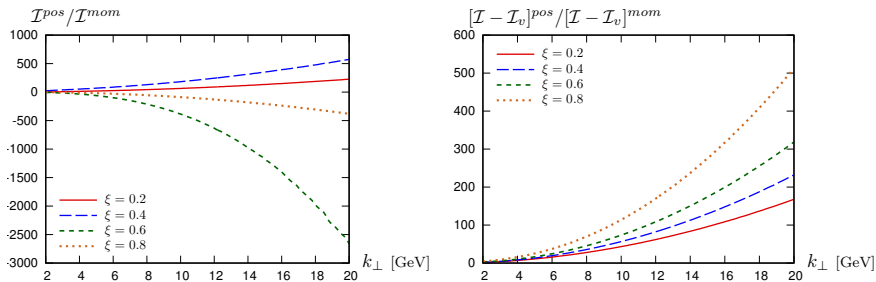 𝓘^{pos}/𝓘^{mom}
1000
500
0
-500
-1000
-1500
-2000
-2500
-3000
ξ = 0.2
ξ = 0.4
ξ = 0.6
ξ = 0.8
2 4 6 8 10 12 14 16 18 20
k⊥ [GeV]
[𝓘 − 𝓘_v]^{pos}/[𝓘 − 𝓘_v]^{mom}
600
500
400
300
200
100
0
ξ = 0.2
ξ = 0.4
ξ = 0.6
ξ = 0.8
2 4 6 8 10 12 14 16 18 20
k⊥ [GeV]